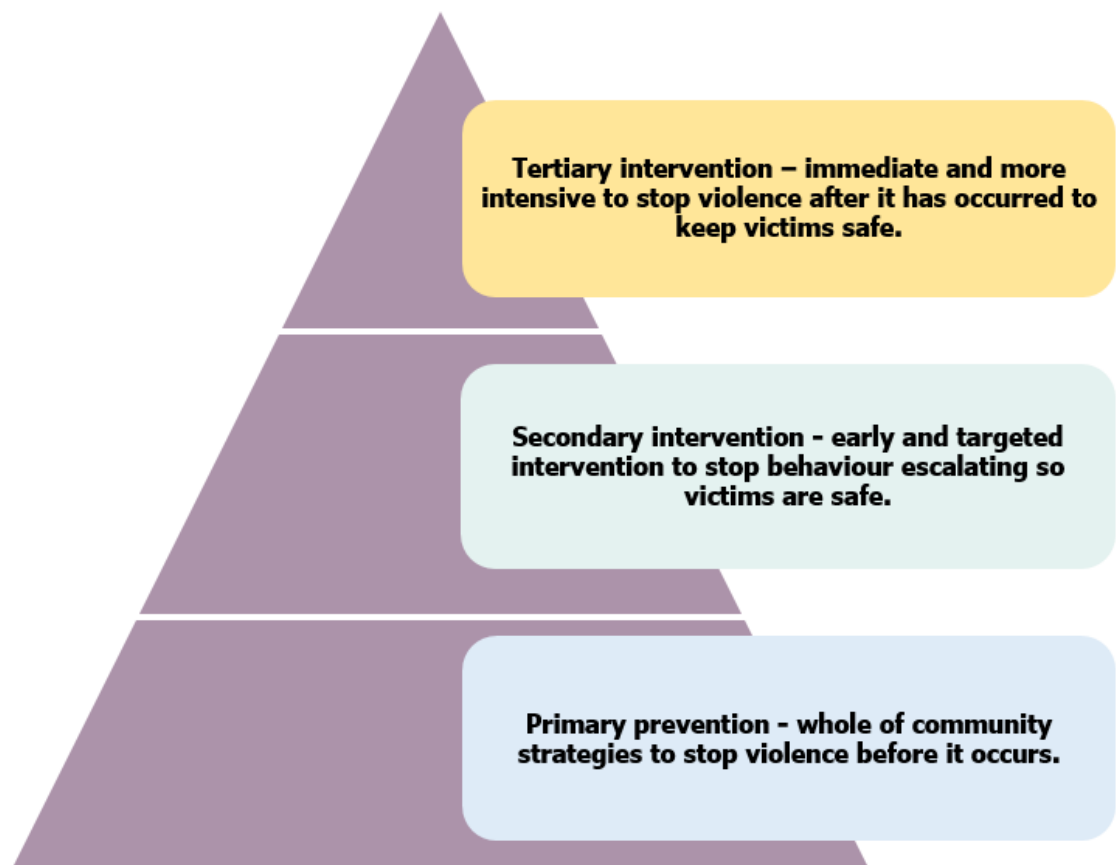 Tertiary intervention – immediate and more
intensive to stop violence after it has occurred to
keep victims safe.
Secondary intervention - early and targeted
intervention to stop behaviour escalating so
victims are safe.
Primary prevention - whole of community
strategies to stop violence before it occurs.